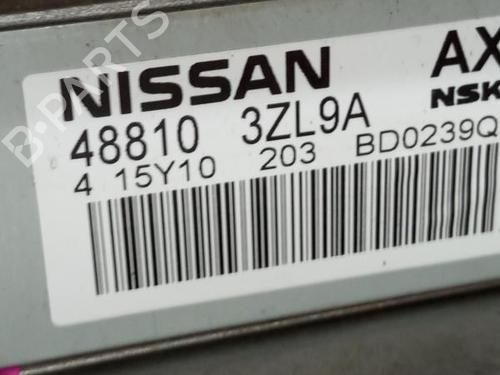 NISSAN AX
48810 3ZL9A NSK
4 15Y10 203 BD0239Q
B-PARTS